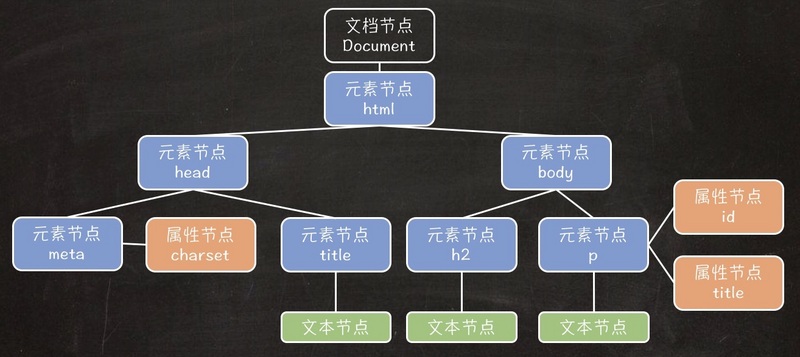 文档节点
Document
元素节点
html
元素节点
head
元素节点
body
元素节点
meta
属性节点
charset
元素节点
title
元素节点
h2
元素节点
p
属性节点
id
属性节点
title
文本节点
文本节点
文本节点